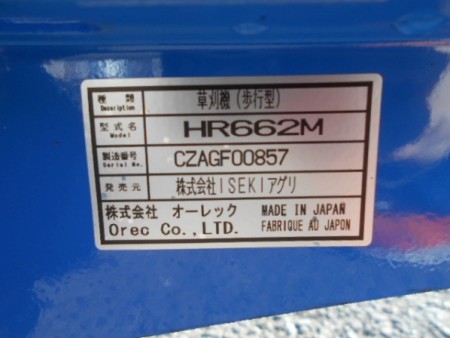 種類 草刈機(歩行型)
Description
型式名 HR662M
Model
製造番号 CZAGF00857
Serial No.
発売元 株式会社ISEKIアグリ
株式会社 オーレック MADE IN JAPAN
Orec Co.,LTD. FABRIQUE AU JAPON